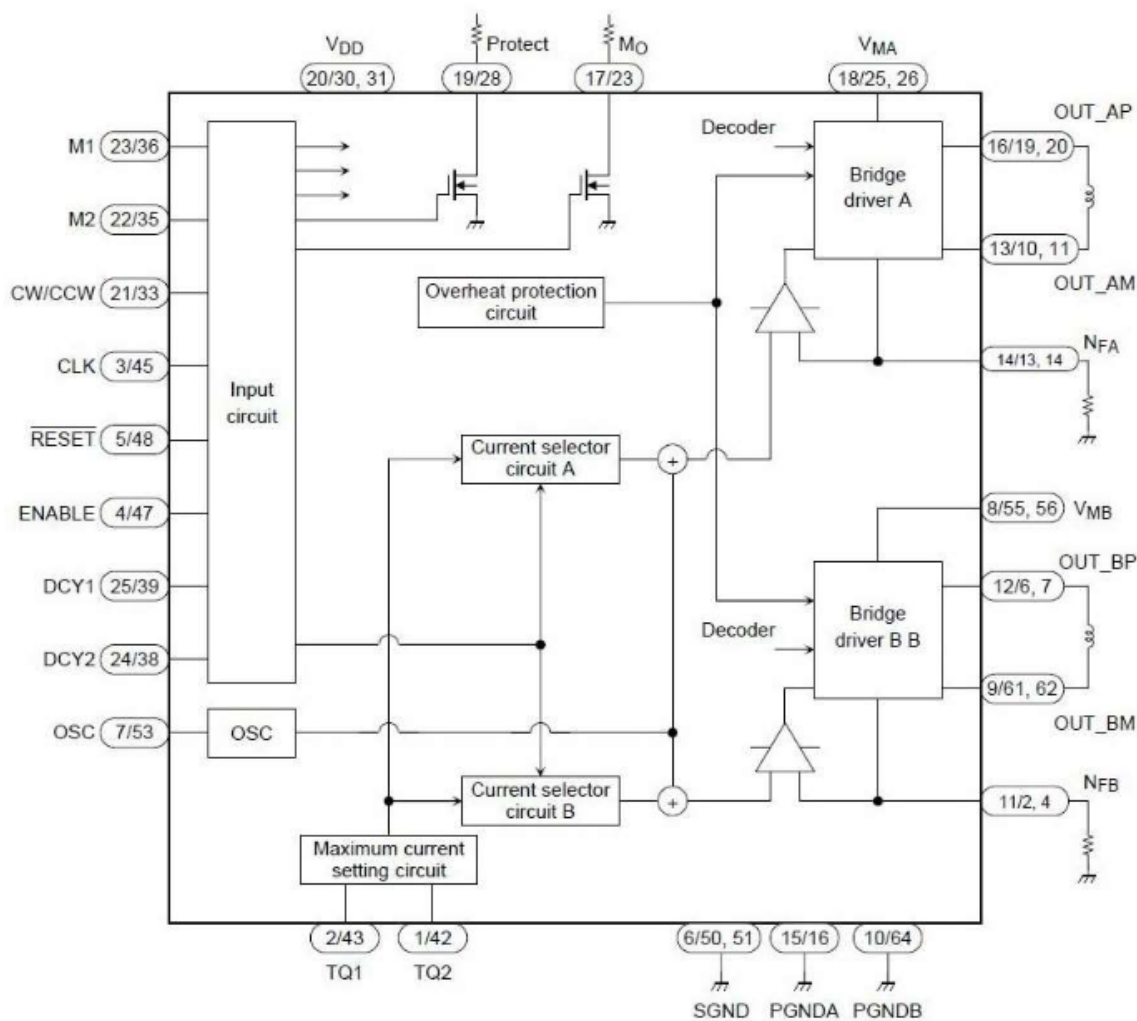 VDD
Protect
MO
VMA
20/30, 31
19/28
17/23
18/25, 26
OUT_AP
M1
23/36
Decoder
16/19, 20
Bridge
driver A
M2
22/35
13/10, 11
OUT_AM
CW/CCW
21/33
Overheat protection
circuit
NFA
CLK
3/45
14/13, 14
Input
circuit
RESET
5/48
Current selector
circuit A
+
ENABLE
4/47
8/55, 56
VMB
OUT_BP
DCY1
25/39
12/6, 7
Bridge
driver B B
Decoder
DCY2
24/38
9/61, 62
OUT_BM
OSC
7/53
OSC
NFB
Current selector
circuit B
+
11/2, 4
Maximum current
setting circuit
2/43
1/42
6/50, 51
15/16
10/64
TQ1
TQ2
SGND
PGNDA
PGNDB